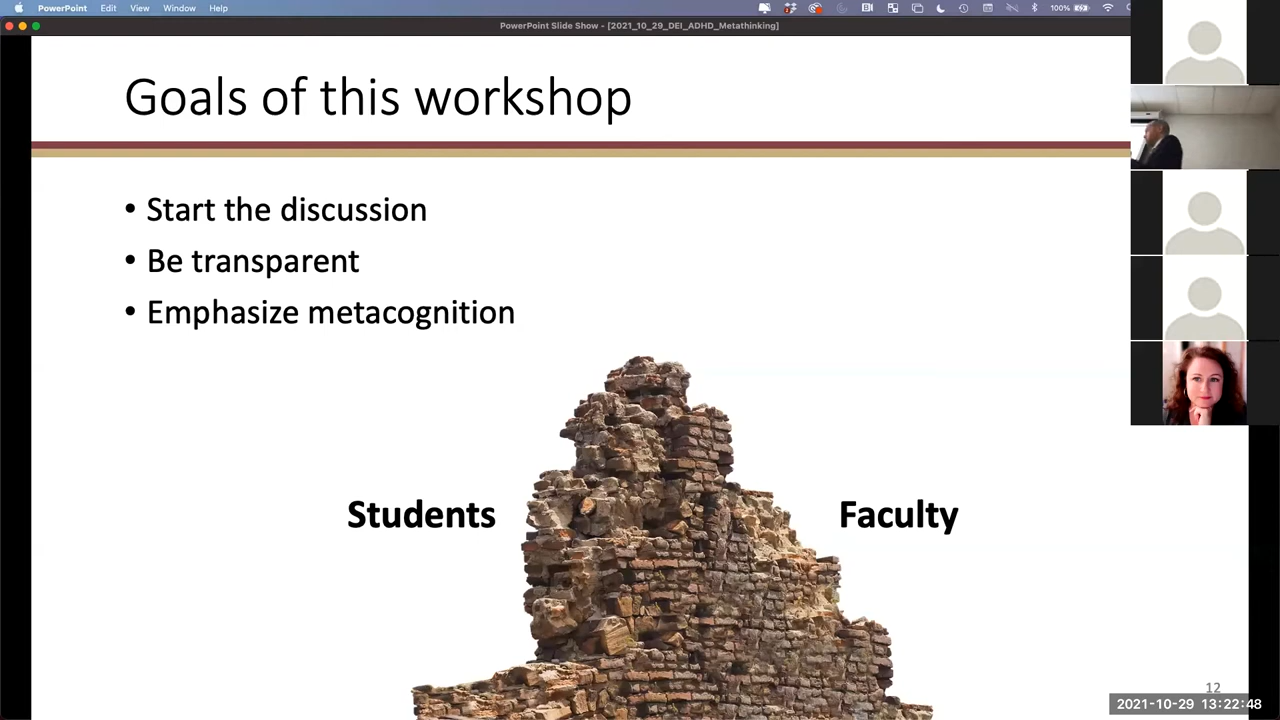 PowerPoint Edit View Window Help 100%
PowerPoint Slide Show - [2021_10_29_DEI_ADHD_Metathinking]
Goals of this workshop
• Start the discussion
• Be transparent
• Emphasize metacognition
Students Faculty
12
2021-10-29 13:22:48